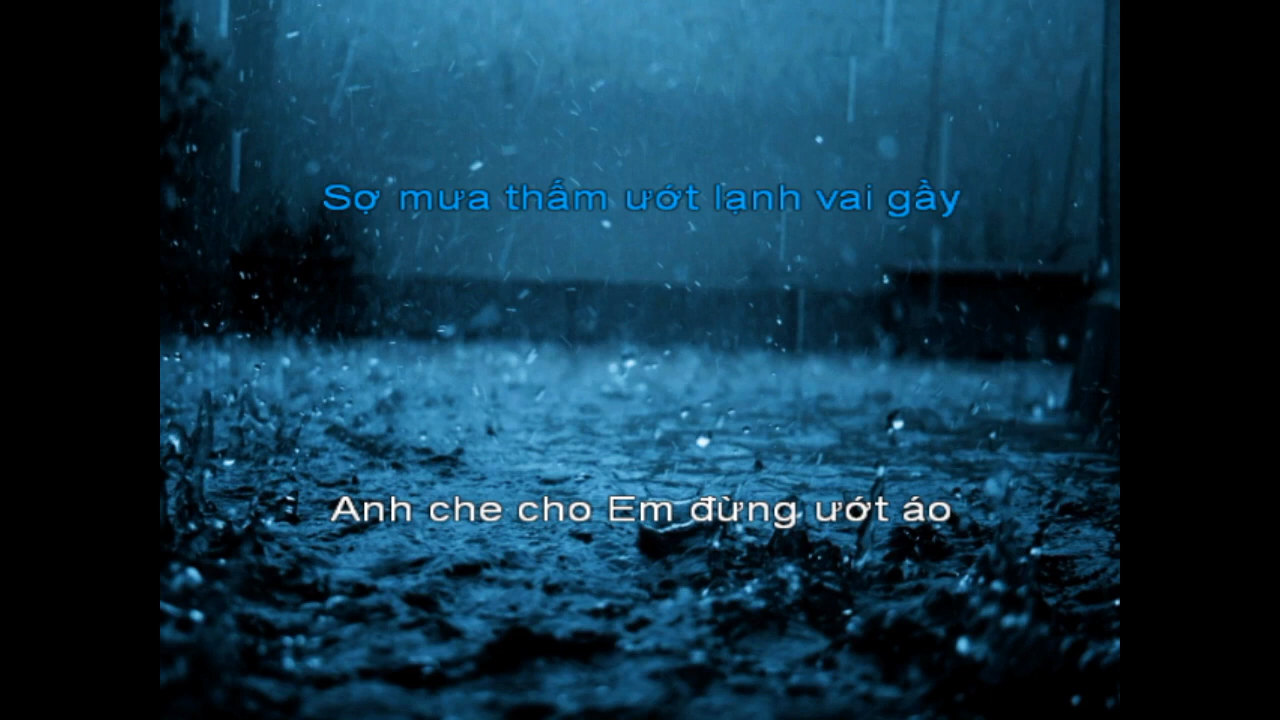 Sợ mưa thấm ướt lạnh vai gầy
Anh che cho Em đừng ướt áo